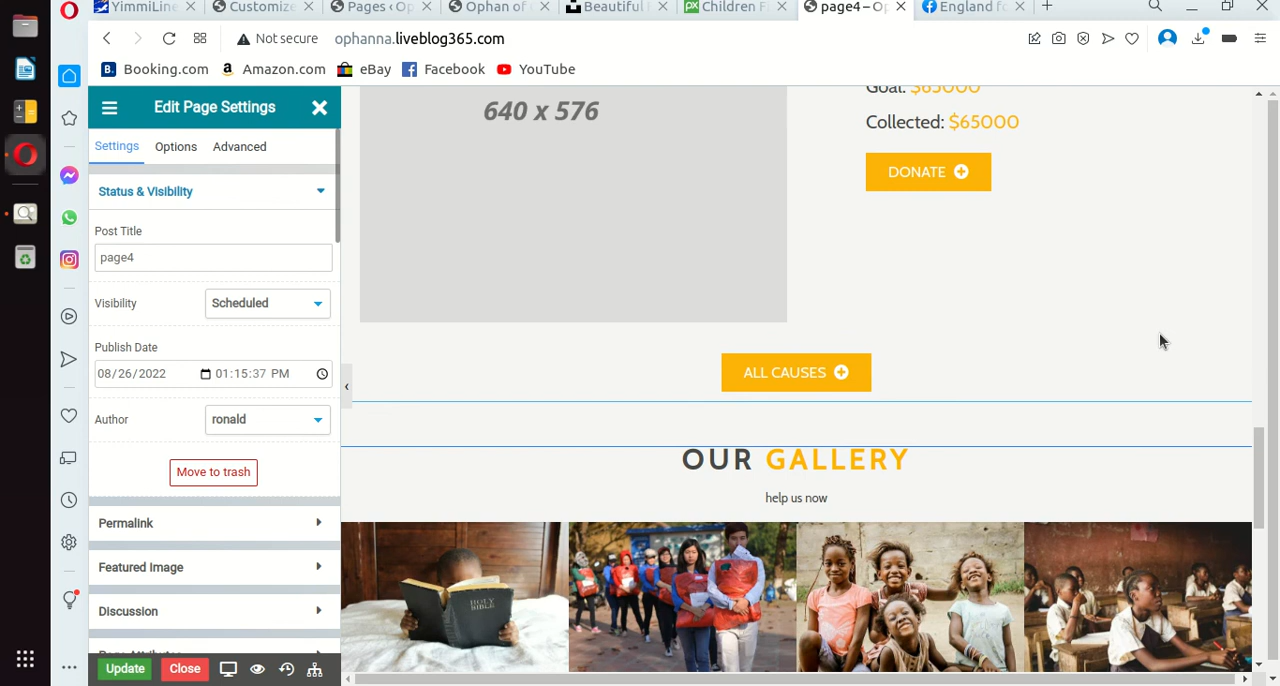 YimmiLine
Customize
Pages ‹ Op
Ophan of
Beautiful
Children F
page4 – O
England fo
Not secure ophanna.liveblog365.com
Booking.com Amazon.com eBay Facebook YouTube
Edit Page Settings
Settings Options Advanced
Status & Visibility
Post Title
page4
Visibility Scheduled
Publish Date
08/26/2022 01:15:37 PM
Author ronald
Move to trash
Permalink
Featured Image
Discussion
Update Close
640 x 576
Goal: $65000
Collected: $65000
DONATE
ALL CAUSES
OUR GALLERY
help us now
HOLY
BIBLE